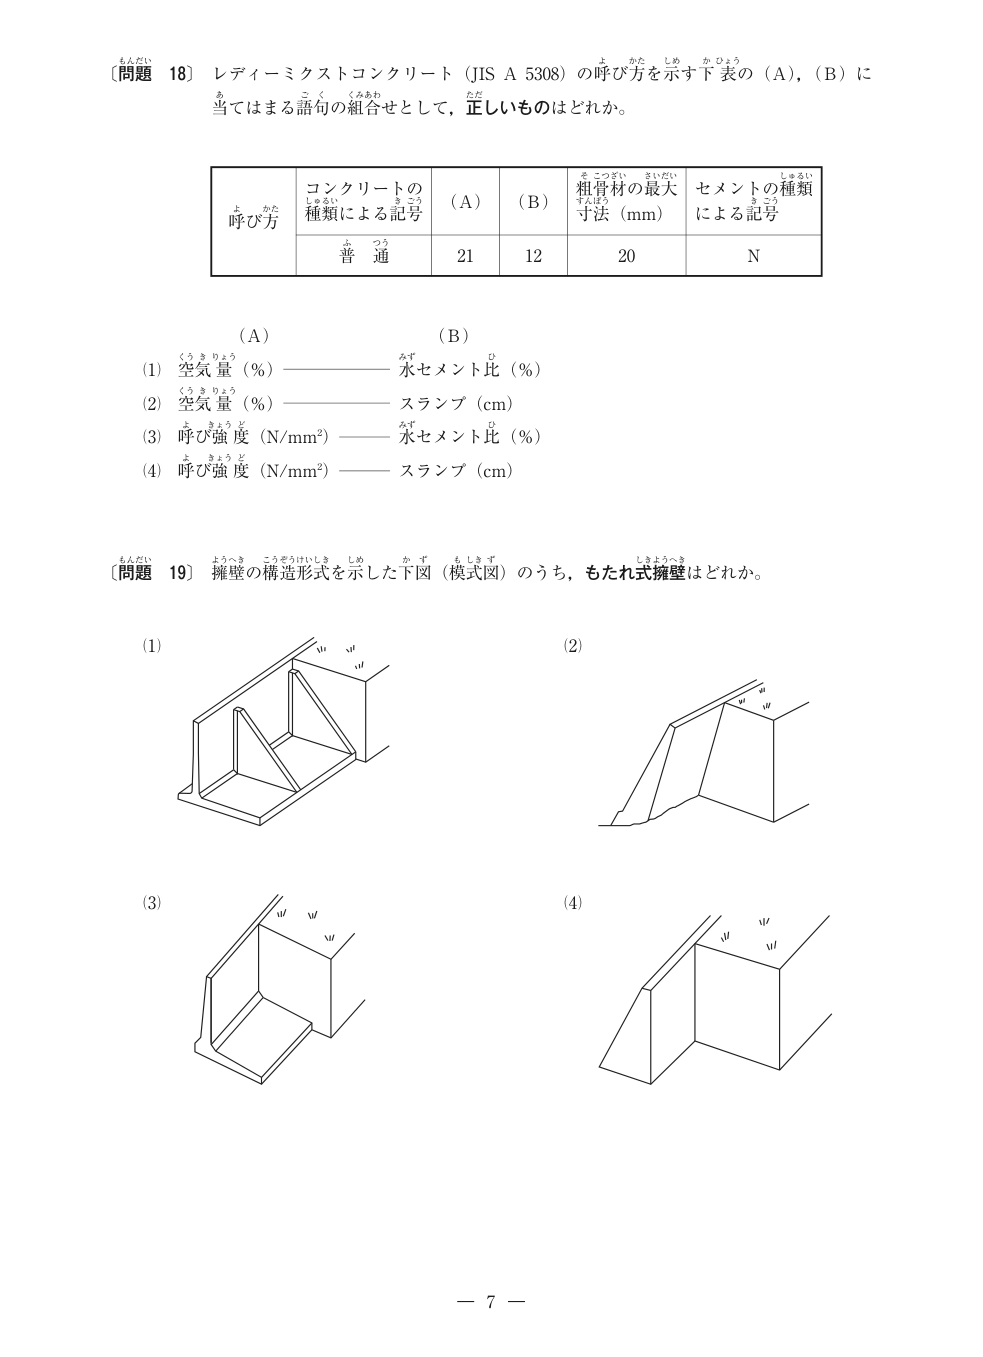 〔問題　18〕　レディーミクストコンクリート（JIS A 5308）の呼び方を示す下表の（A），（B）に
当てはまる語句の組合せとして，正しいものはどれか。
呼び方
コンクリートの種類による記号
（A）
（B）
粗骨材の最大寸法（mm）
セメントの種類による記号
普　通
21
12
20
N
（A）　（B）
⑴　空気量（%）――――――　水セメント比（%）
⑵　空気量（%）――――――　スランプ（cm）
⑶　呼び強度（N/mm²）―――　水セメント比（%）
⑷　呼び強度（N/mm²）―――　スランプ（cm）
〔問題　19〕　擁壁の構造形式を示した下図（模式図）のうち，もたれ式擁壁はどれか。
⑴
⑵
⑶
⑷
― 7 ―